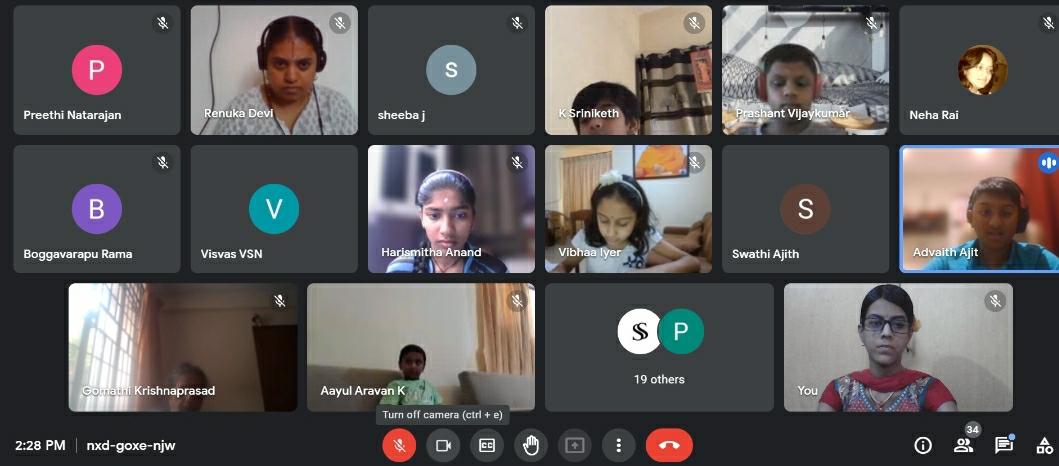 P
Preethi Natarajan
Renuka Devi
s
sheeba j
K Sriniketh
Prashant Vijaykumar
Neha Rai
B
Boggavarapu Rama
V
Visvas VSN
Harismitha Anand
Vibhaa Iyer
S
Swathi Ajith
Advaith Ajit
Gomathi Krishnaprasad
Aayul Aravan K
SS P
19 others
You
Turn off camera (ctrl + e)
2:28 PM | nxd-goxe-njw
CC
34